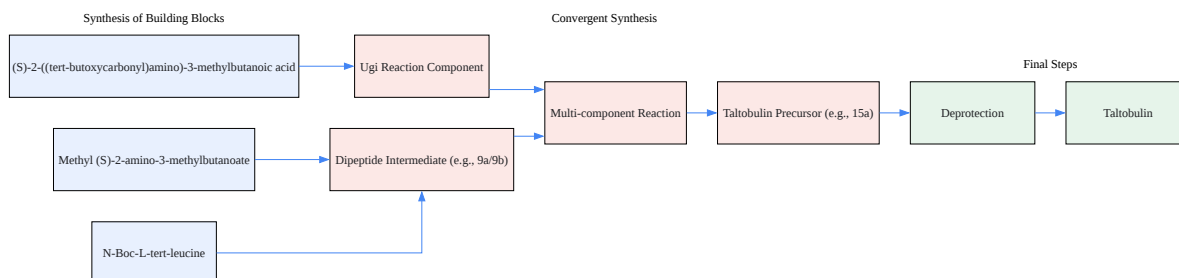 Synthesis of Building Blocks
Convergent Synthesis
Final Steps
(S)-2-((tert-butoxycarbonyl)amino)-3-methylbutanoic acid
Ugi Reaction Component
Multi-component Reaction
Taltobulin Precursor (e.g., 15a)
Deprotection
Taltobulin
Methyl (S)-2-amino-3-methylbutanoate
Dipeptide Intermediate (e.g., 9a/9b)
N-Boc-L-tert-leucine